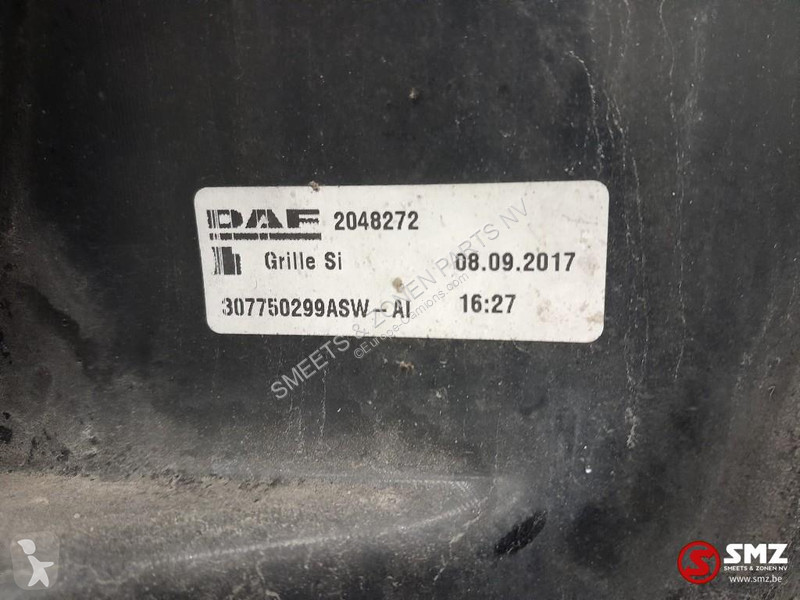 DAF 2048272
Grille Si 08.09.2017
307750299ASW-AI 16:27
SMEETS & ZONEN PARTS NV
©Europe-Camions.com
SMZ
SMEETS & ZONEN NV
www.smz.be